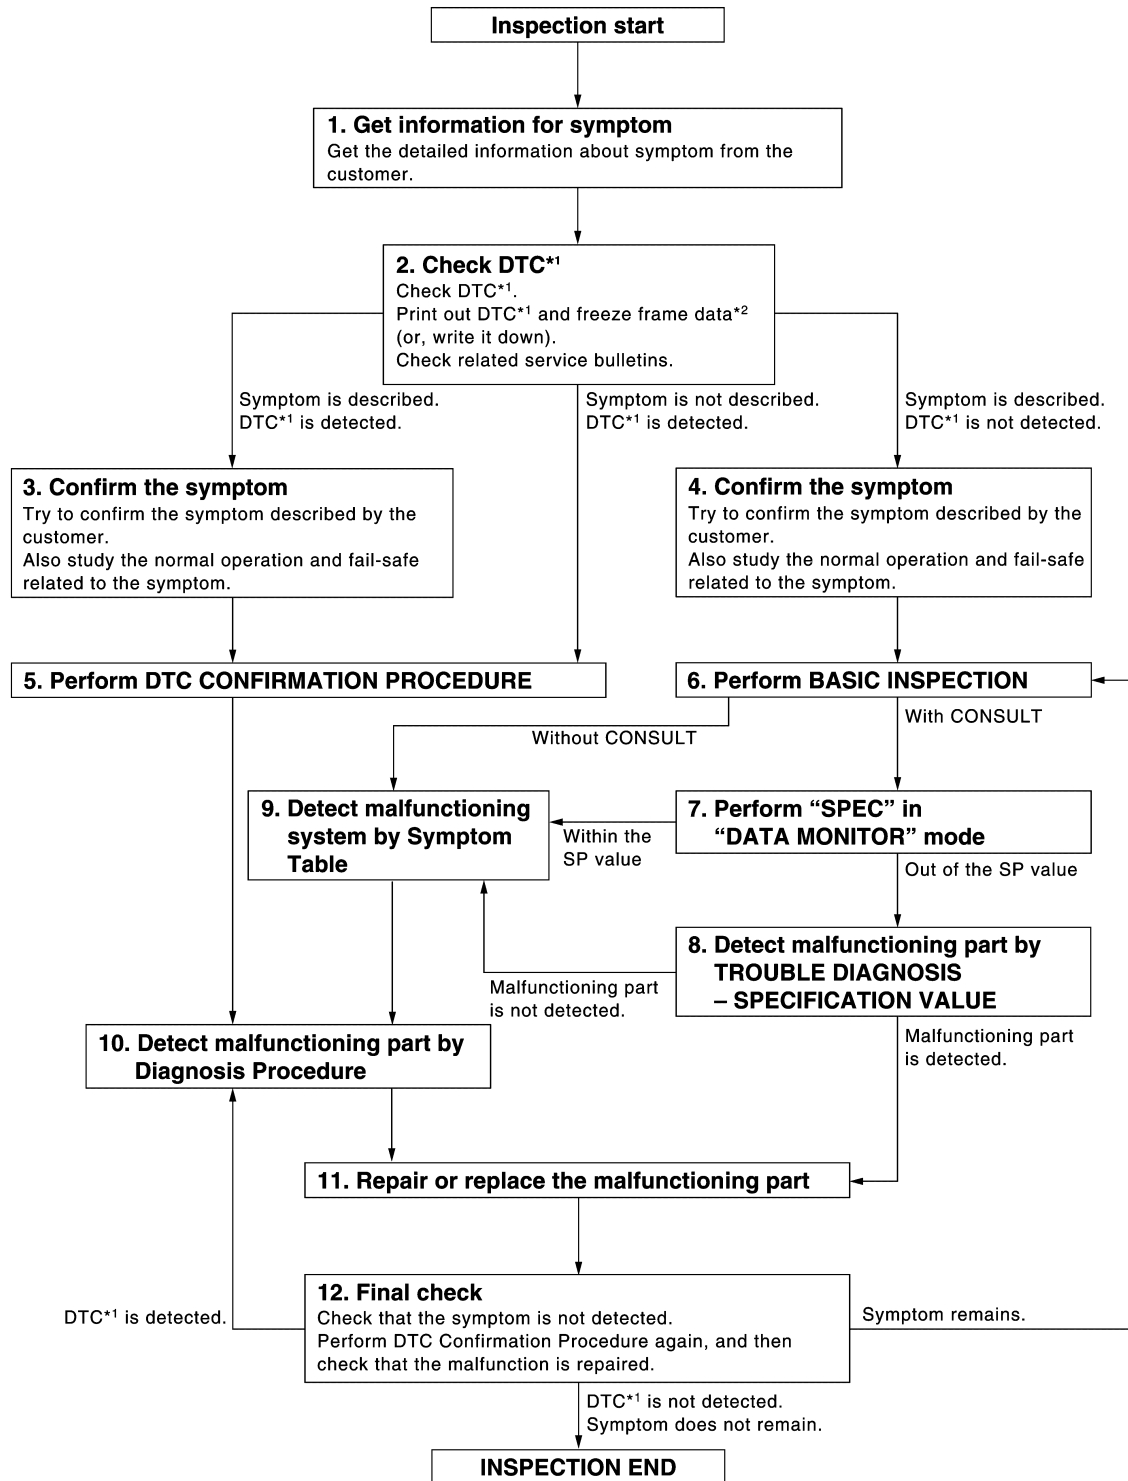 Inspection start
1. Get information for symptom
Get the detailed information about symptom from the
customer.
2. Check DTC*1
Check DTC*1.
Print out DTC*1 and freeze frame data*2
(or, write it down).
Check related service bulletins.
Symptom is described.
DTC*1 is detected.
Symptom is not described.
DTC*1 is detected.
Symptom is described.
DTC*1 is not detected.
3. Confirm the symptom
Try to confirm the symptom described by the
customer.
Also study the normal operation and fail-safe
related to the symptom.
4. Confirm the symptom
Try to confirm the symptom described by the
customer.
Also study the normal operation and fail-safe
related to the symptom.
5. Perform DTC CONFIRMATION PROCEDURE
6. Perform BASIC INSPECTION
Without CONSULT
With CONSULT
9. Detect malfunctioning
system by Symptom
Table
Within the
SP value
7. Perform “SPEC” in
“DATA MONITOR” mode
Out of the SP value
8. Detect malfunctioning part by
TROUBLE DIAGNOSIS
– SPECIFICATION VALUE
Malfunctioning part
is not detected.
Malfunctioning part
is detected.
10. Detect malfunctioning part by
Diagnosis Procedure
11. Repair or replace the malfunctioning part
12. Final check
Check that the symptom is not detected.
Perform DTC Confirmation Procedure again, and then
check that the malfunction is repaired.
DTC*1 is detected.
Symptom remains.
DTC*1 is not detected.
Symptom does not remain.
INSPECTION END